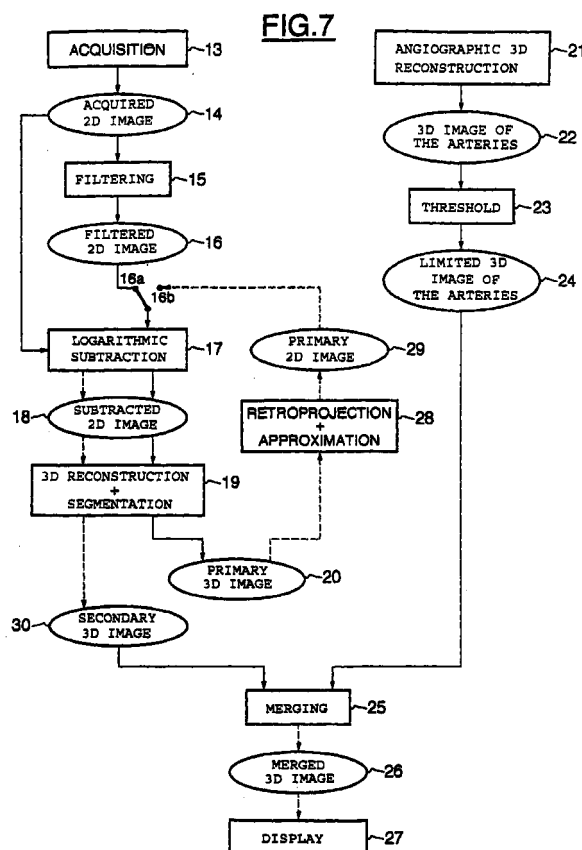 FIG.7
ACQUISITION
13
ACQUIRED
2D IMAGE
14
FILTERING
15
FILTERED
2D IMAGE
16
16a
16b
LOGARITHMIC
SUBTRACTION
17
SUBTRACTED
2D IMAGE
18
3D RECONSTRUCTION
+
SEGMENTATION
19
PRIMARY
3D IMAGE
20
SECONDARY
3D IMAGE
30
ANGIOGRAPHIC 3D
RECONSTRUCTION
21
3D IMAGE OF
THE ARTERIES
22
THRESHOLD
23
LIMITED 3D
IMAGE OF
THE ARTERIES
24
PRIMARY
2D IMAGE
29
RETROPROJECTION
+
APPROXIMATION
28
MERGING
25
MERGED
3D IMAGE
26
DISPLAY
27